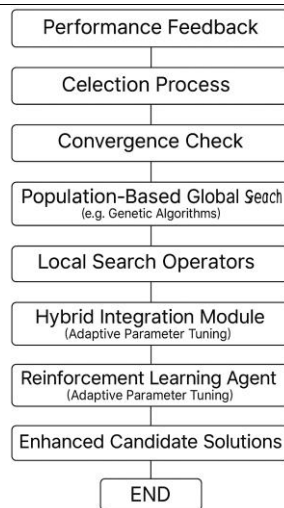 Performance Feedback
Celection Process
Convergence Check
Population-Based Global Seach
(e.g. Genetic Algorithms)
Local Search Operators
Hybrid Integration Module
(Adaptive Parameter Tuning)
Reinforcement Learning Agent
(Adaptive Parameter Tuning)
Enhanced Candidate Solutions
END